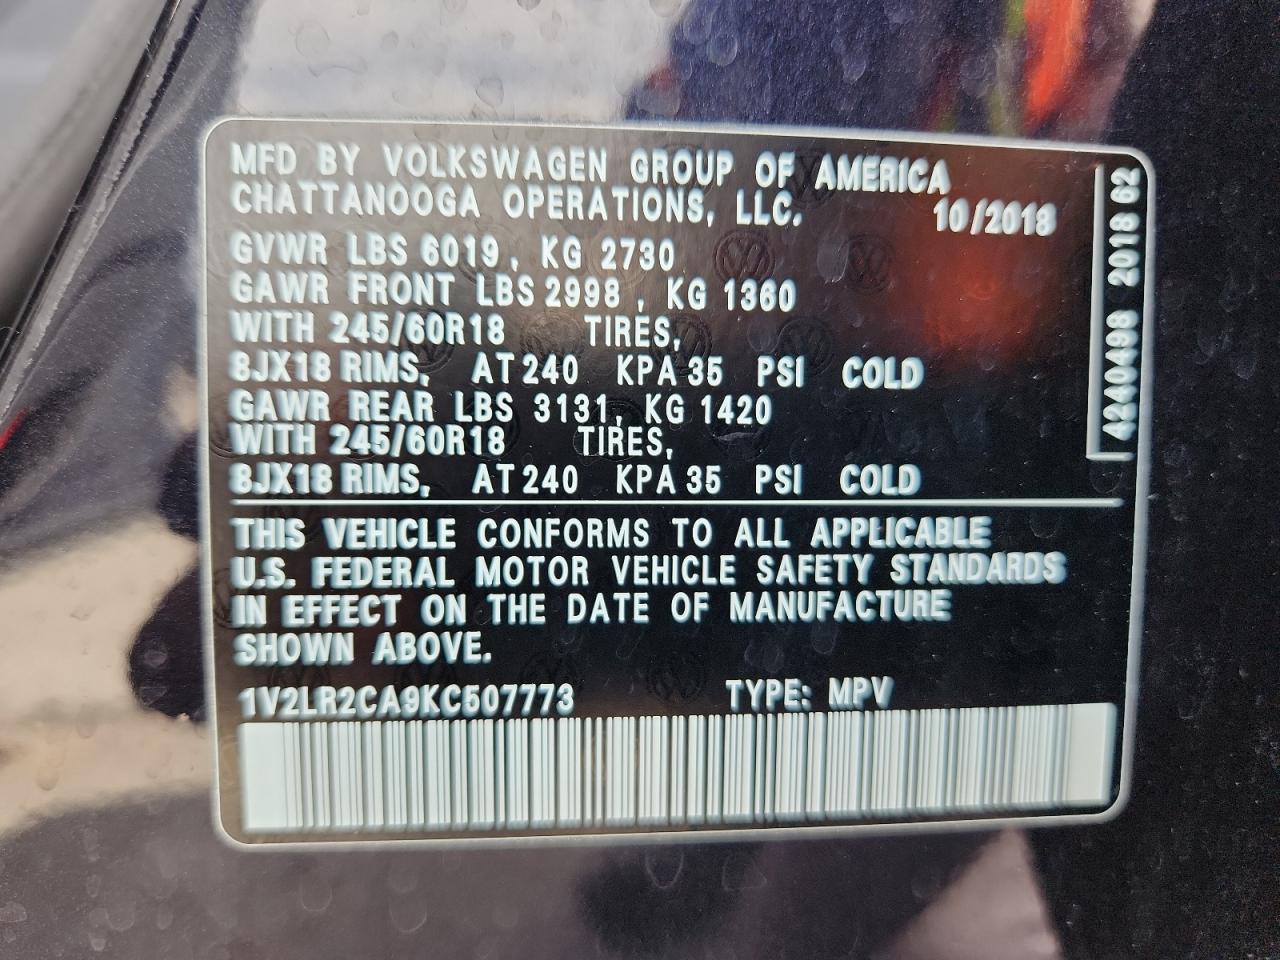 MFD BY VOLKSWAGEN GROUP OF AMERICA
CHATTANOOGA OPERATIONS, LLC.
10/2018
GVWR LBS 6019, KG 2730
GAWR FRONT LBS 2998, KG 1360
WITH 245/60R18 TIRES,
8JX18 RIMS, AT 240 KPA 35 PSI COLD
GAWR REAR LBS 3131, KG 1420
WITH 245/60R18 TIRES,
8JX18 RIMS, AT 240 KPA 35 PSI COLD
THIS VEHICLE CONFORMS TO ALL APPLICABLE
U.S. FEDERAL MOTOR VEHICLE SAFETY STANDARDS
IN EFFECT ON THE DATE OF MANUFACTURE
SHOWN ABOVE.
1V2LR2CA9KC507773 TYPE: MPV
4240498 2018 62